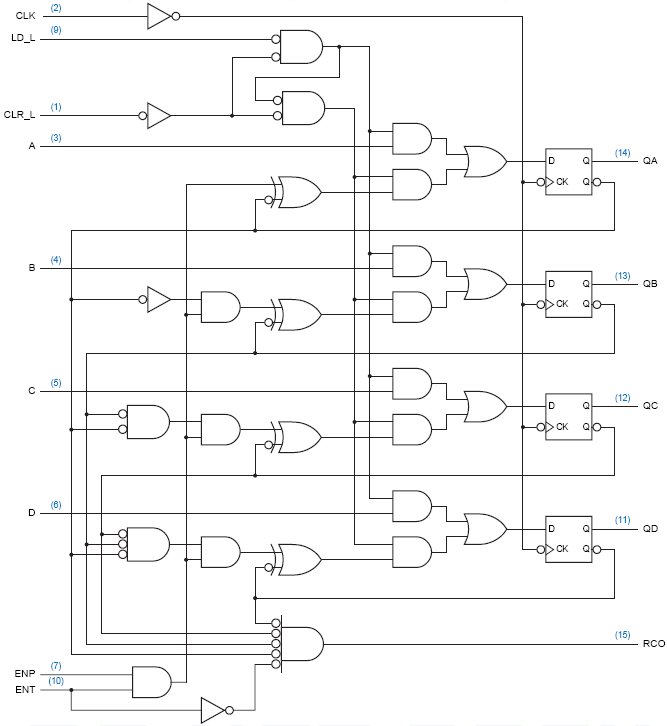 CLK (2)
LD_L (9)
CLR_L (1)
A (3)
D Q (14) QA
CK Q
B (4)
D Q (13) QB
CK Q
C (5)
D Q (12) QC
CK Q
D (6)
D Q (11) QD
CK Q
(15) RCO
ENP (7)
ENT (10)